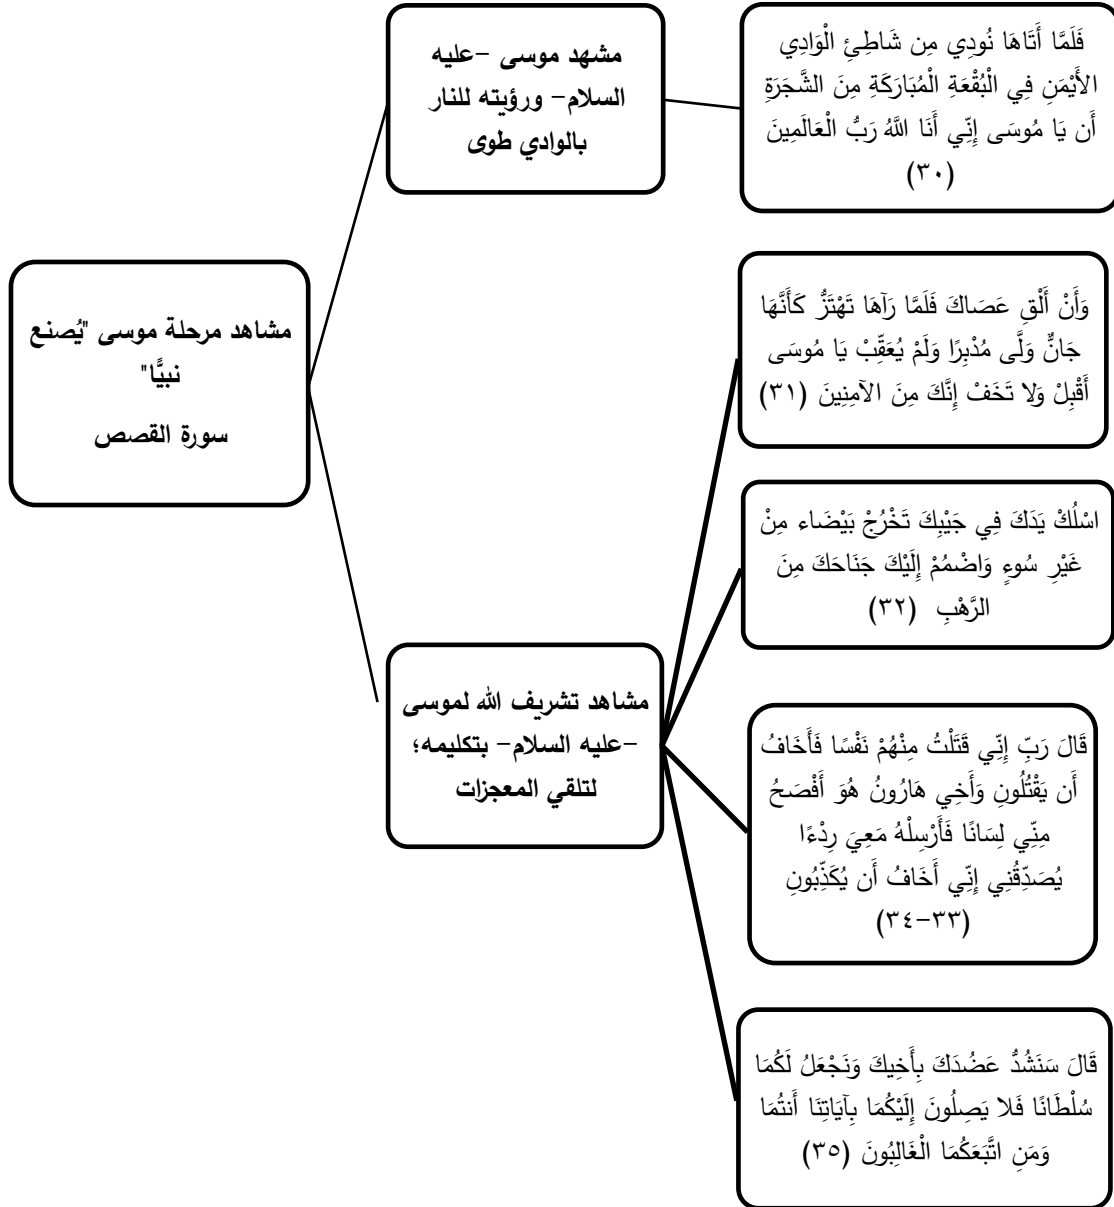 مشاهد مرحلة موسى "يُصنع
نبيًّا"
سورة القصص
مشهد موسى –عليه
السلام– ورؤيته للنار
بالوادي طوى
فَلَمَّا أَتَاهَا نُودِي مِن شَاطِئِ الْوَادِي
الأَيْمَنِ فِي الْبُقْعَةِ الْمُبَارَكَةِ مِنَ الشَّجَرَةِ
أَن يَا مُوسَى إِنِّي أَنَا اللَّهُ رَبُّ الْعَالَمِينَ
(٣٠)
مشاهد تشريف الله لموسى
–عليه السلام– بتكليمه؛
لتلقي المعجزات
وَأَنْ أَلْقِ عَصَاكَ فَلَمَّا رَآهَا تَهْتَزُّ كَأَنَّهَا
جَانٌّ وَلَّى مُدْبِرًا وَلَمْ يُعَقِّبْ يَا مُوسَى
أَقْبِلْ وَلا تَخَفْ إِنَّكَ مِنَ الآمِنِينَ (٣١)
اسْلُكْ يَدَكَ فِي جَيْبِكَ تَخْرُجْ بَيْضَاء مِنْ
غَيْرِ سُوءٍ وَاضْمُمْ إِلَيْكَ جَنَاحَكَ مِنَ
الرَّهْبِ (٣٢)
قَالَ رَبِّ إِنِّي قَتَلْتُ مِنْهُمْ نَفْسًا فَأَخَافُ
أَن يَقْتُلُونِ وَأَخِي هَارُونُ هُوَ أَفْصَحُ
مِنِّي لِسَانًا فَأَرْسِلْهُ مَعِيَ رِدْءًا
يُصَدِّقُنِي إِنِّي أَخَافُ أَن يُكَذِّبُونِ
(٣٣–٣٤)
قَالَ سَنَشُدُّ عَضُدَكَ بِأَخِيكَ وَنَجْعَلُ لَكُمَا
سُلْطَانًا فَلا يَصِلُونَ إِلَيْكُمَا بِآيَاتِنَا أَنتُمَا
وَمَنِ اتَّبَعَكُمَا الْغَالِبُونَ (٣٥)